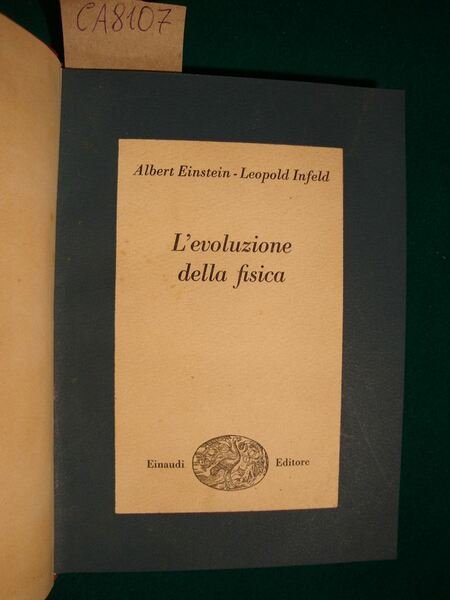 CA8107
Albert Einstein - Leopold Infeld
L'evoluzione
della fisica
Einaudi Editore